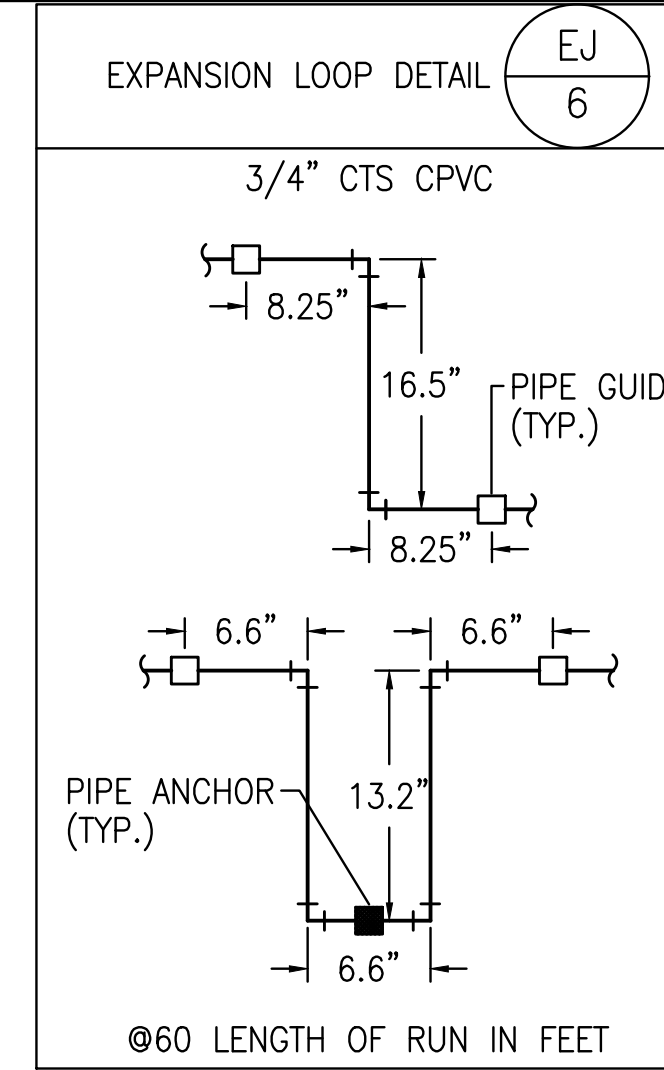 EXPANSION LOOP DETAIL
EJ
6
3/4" CTS CPVC
8.25"
16.5"
PIPE GUID
(TYP.)
8.25"
6.6"
6.6"
PIPE ANCHOR
(TYP.)
13.2"
6.6"
@60 LENGTH OF RUN IN FEET